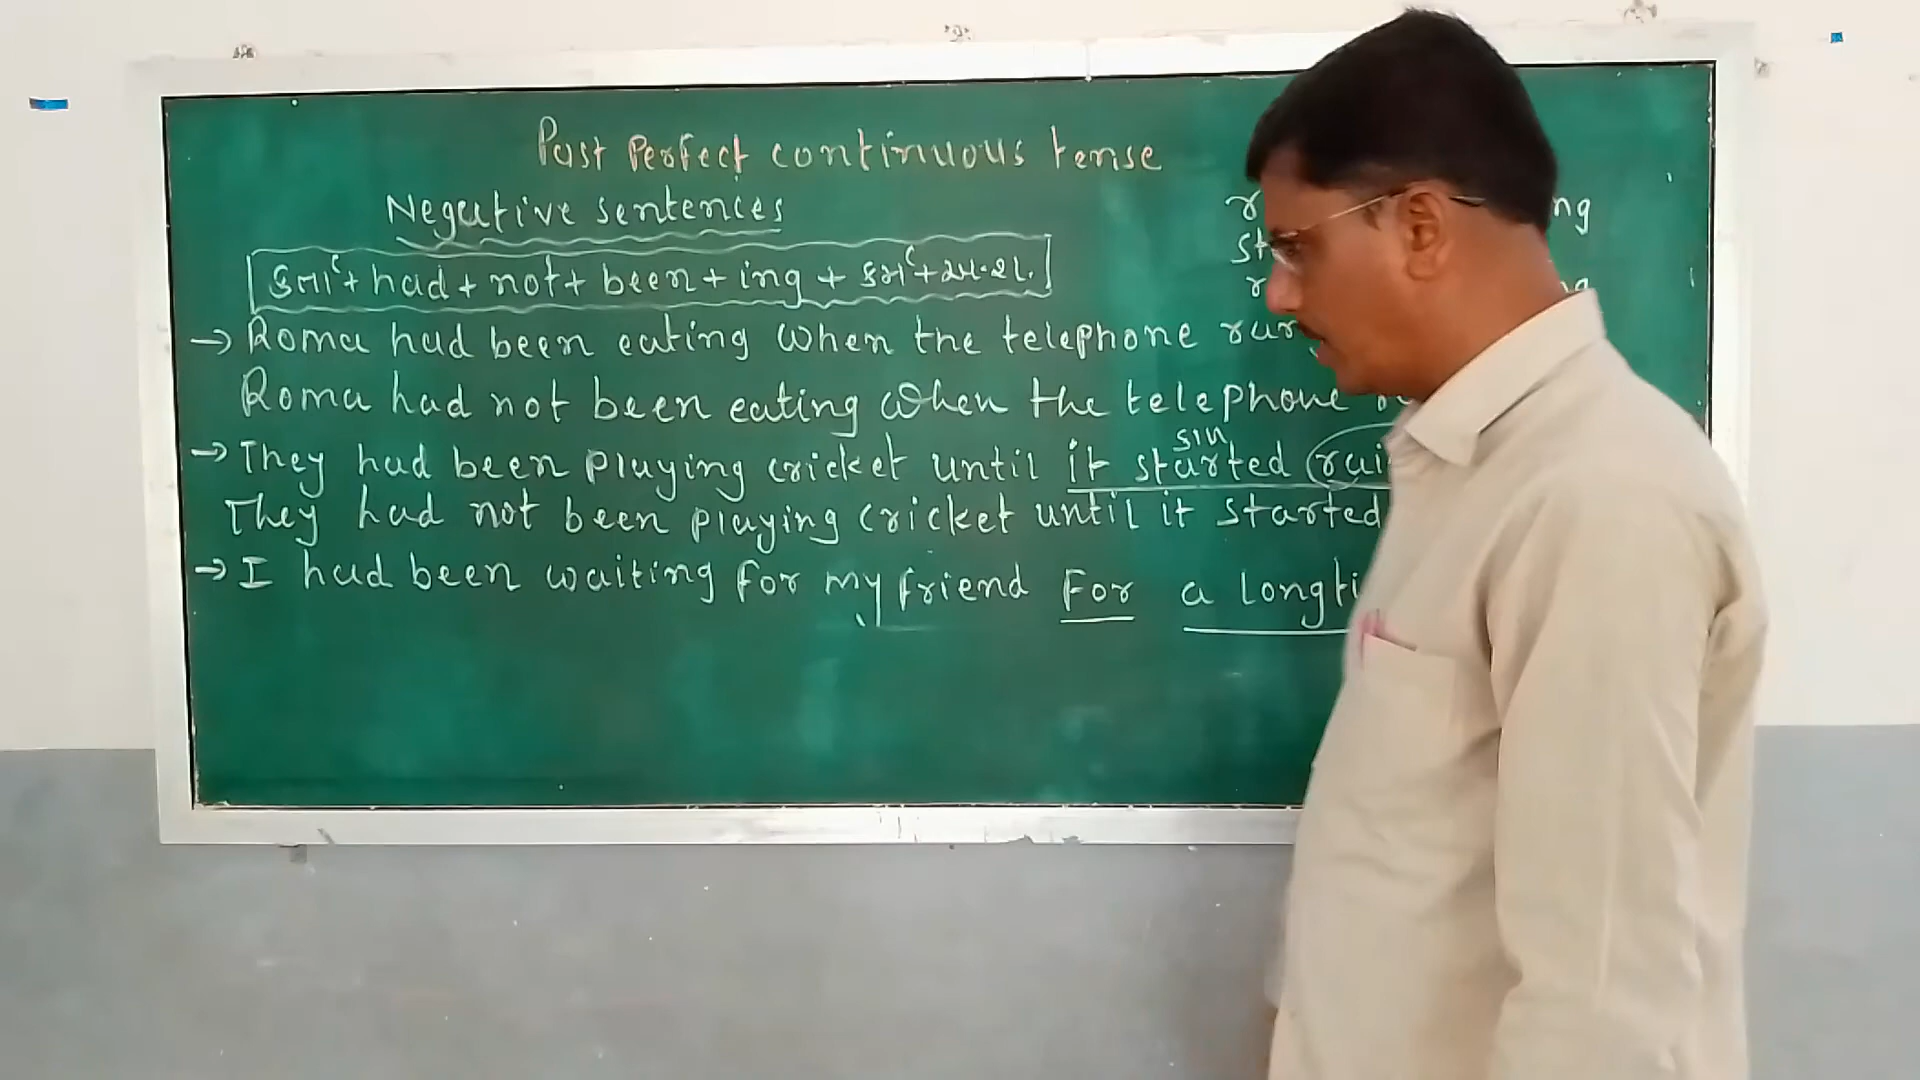 Past Perfect continuous tense
Negative sentences
કર્તા + had + not + been + ing + કર્મ + અ.શ.
→ Roma had been eating when the telephone
Roma had not been eating when the telephone
→ They had been playing cricket until it started
They had not been playing cricket until it started
→ I had been waiting for my friend For a long